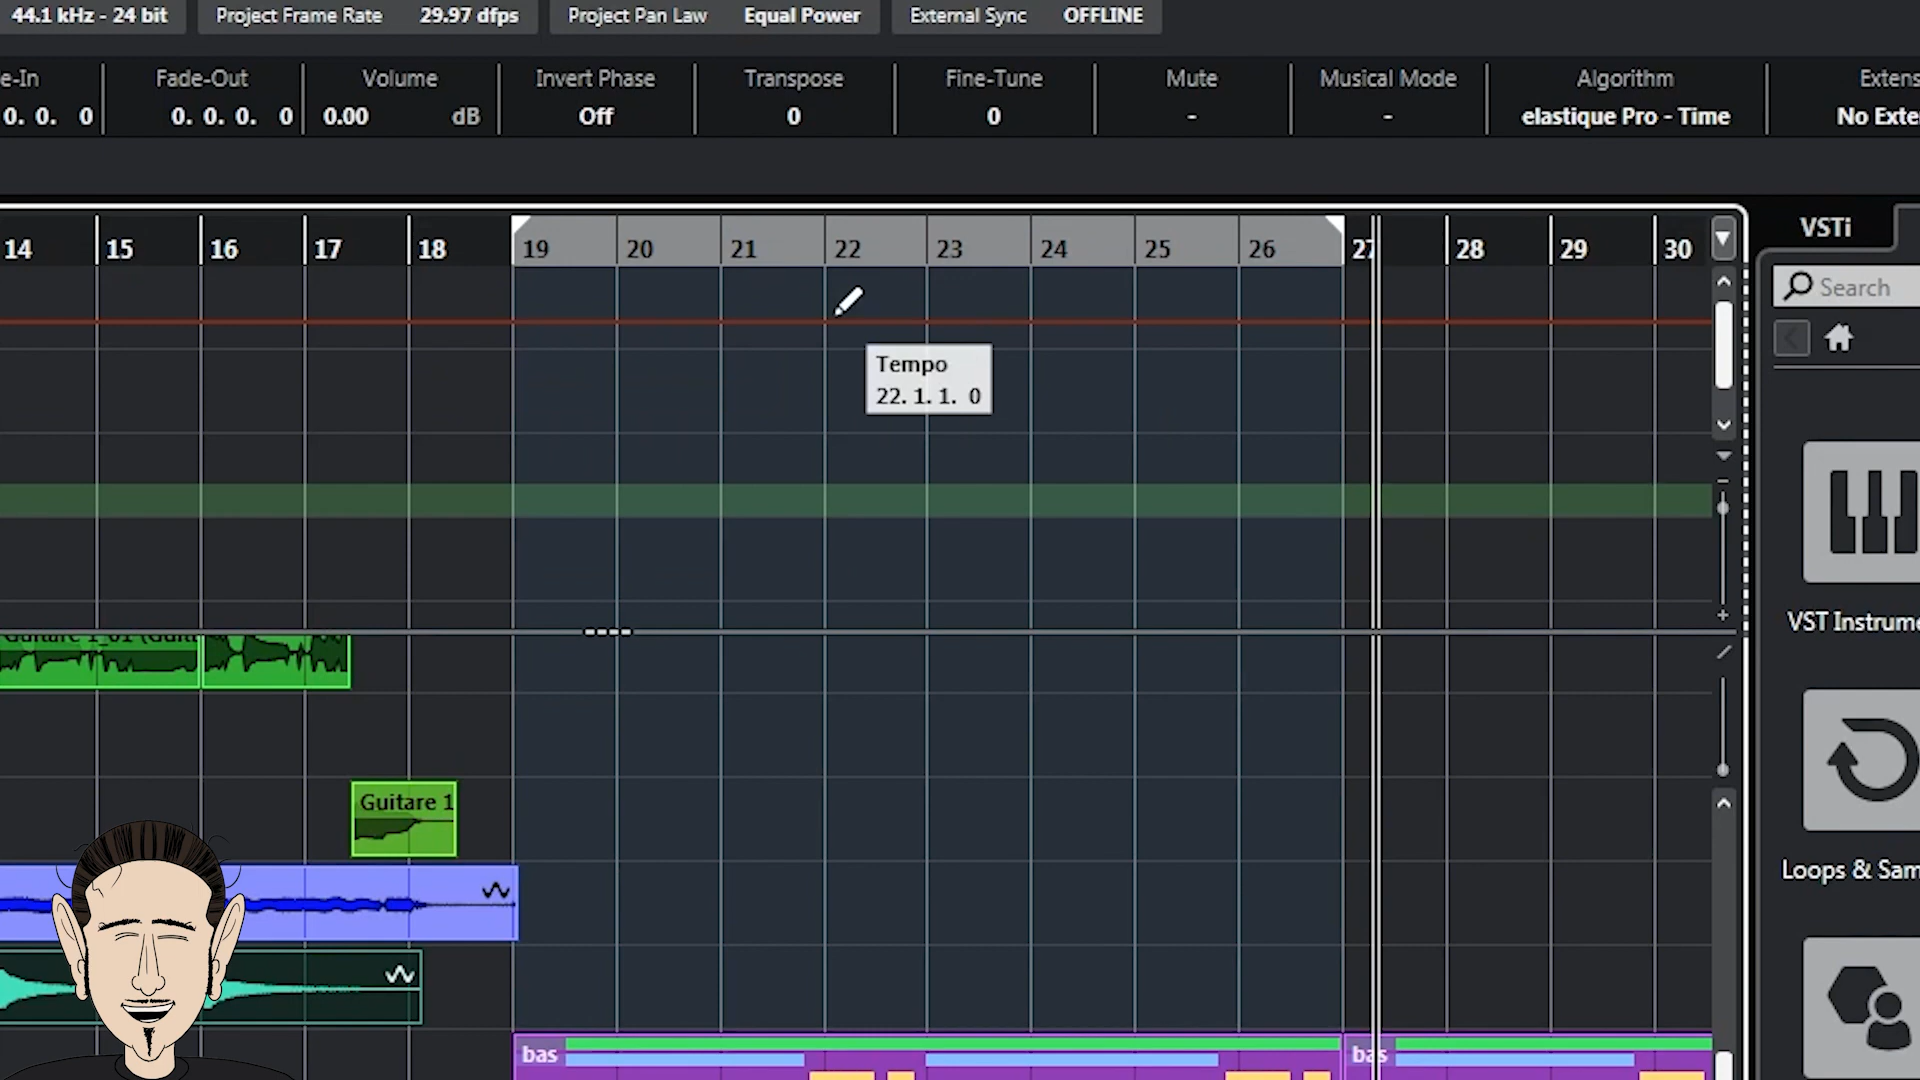 44.1 kHz - 24 bit Project Frame Rate 29.97 dfps Project Pan Law Equal Power External Sync OFFLINE
e-In Fade-Out Volume Invert Phase Transpose Fine-Tune Mute Musical Mode Algorithm Extens
0. 0. 0 0. 0. 0. 0 0.00 dB Off 0 0 - - elastique Pro - Time No Exte
14 15 16 17 18 19 20 21 22 23 24 25 26 27 28 29 30
VSTi
Search
Tempo
22. 1. 1. 0
VST Instrume
Guitare 1_01 (Guit
Guitare 1
Loops & Sam
bas bas